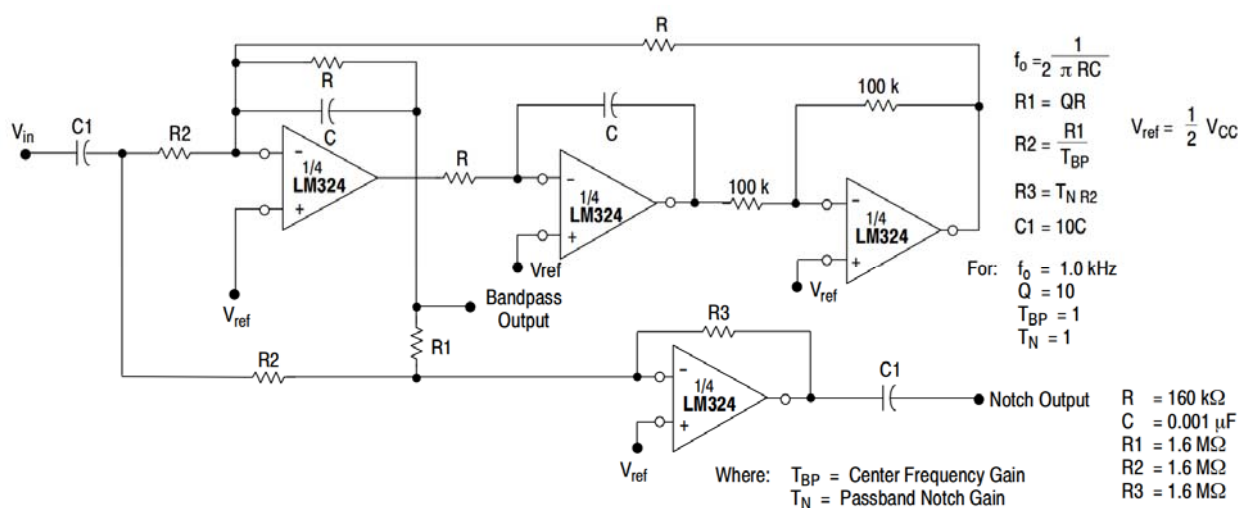 R
R
C
Vin
C1
R2
1/4
LM324
Vref
R
C
1/4
LM324
Vref
100 k
100 k
1/4
LM324
Vref
Bandpass
Output
R1
R2
R3
1/4
LM324
Vref
C1
Notch Output
fo = 1 / 2 π RC
R1 = QR
R2 = R1 / TBP
R3 = TN R2
C1 = 10C
Vref = 1/2 VCC
For: fo = 1.0 kHz
Q = 10
TBP = 1
TN = 1
Where: TBP = Center Frequency Gain
TN = Passband Notch Gain
R = 160 kΩ
C = 0.001 μF
R1 = 1.6 MΩ
R2 = 1.6 MΩ
R3 = 1.6 MΩ